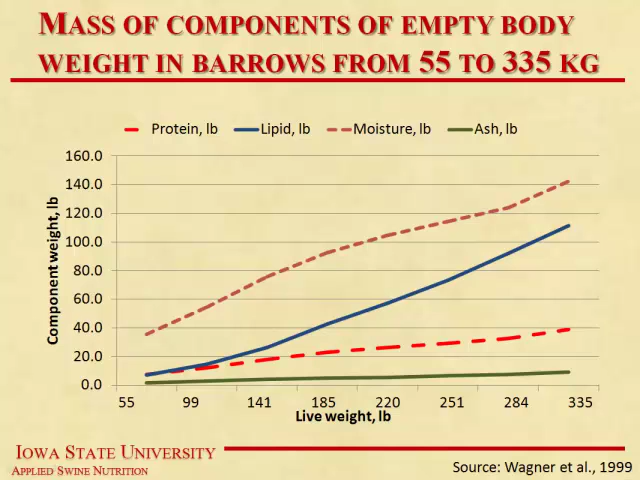 MASS OF COMPONENTS OF EMPTY BODY
WEIGHT IN BARROWS FROM 55 TO 335 KG
Protein, lb Lipid, lb Moisture, lb Ash, lb
160.0
140.0
120.0
100.0
80.0
60.0
40.0
20.0
0.0
Component weight, lb
55 99 141 185 220 251 284 335
Live weight, lb
IOWA STATE UNIVERSITY
APPLIED SWINE NUTRITION
Source: Wagner et al., 1999